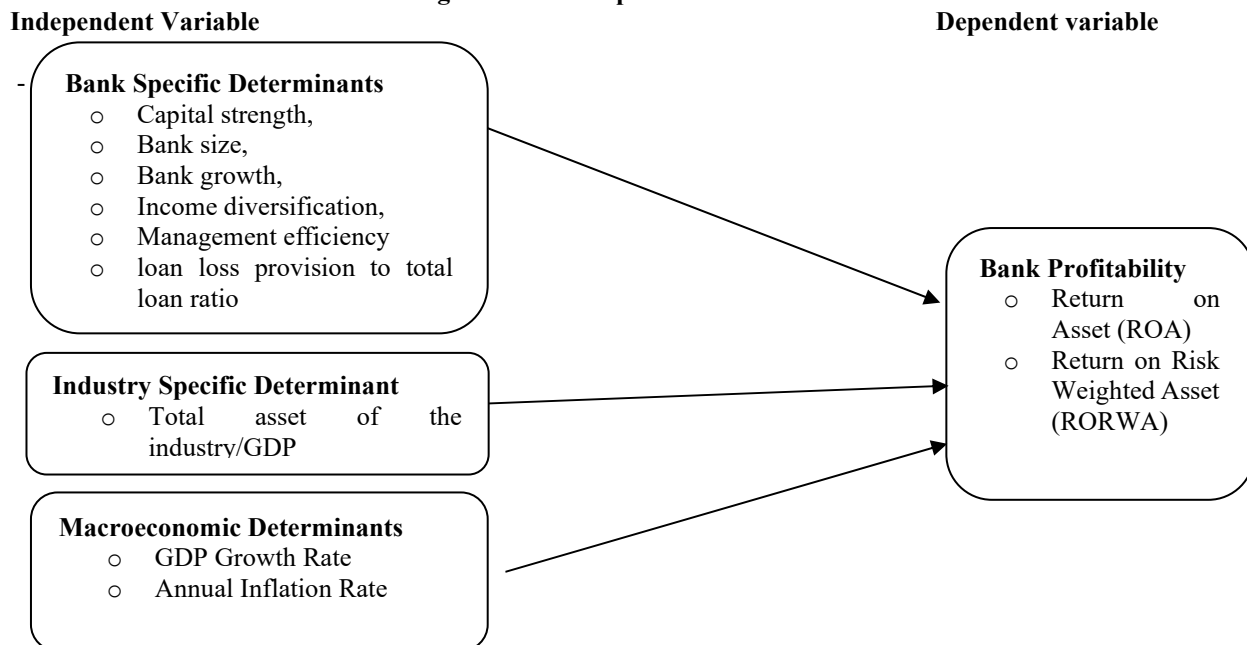 Independent Variable
Dependent variable
-
Bank Specific Determinants
o Capital strength,
o Bank size,
o Bank growth,
o Income diversification,
o Management efficiency
o loan loss provision to total
loan ratio
Industry Specific Determinant
o Total asset of the
industry/GDP
Macroeconomic Determinants
o GDP Growth Rate
o Annual Inflation Rate
Bank Profitability
o Return on
Asset (ROA)
o Return on Risk
Weighted Asset
(RORWA)